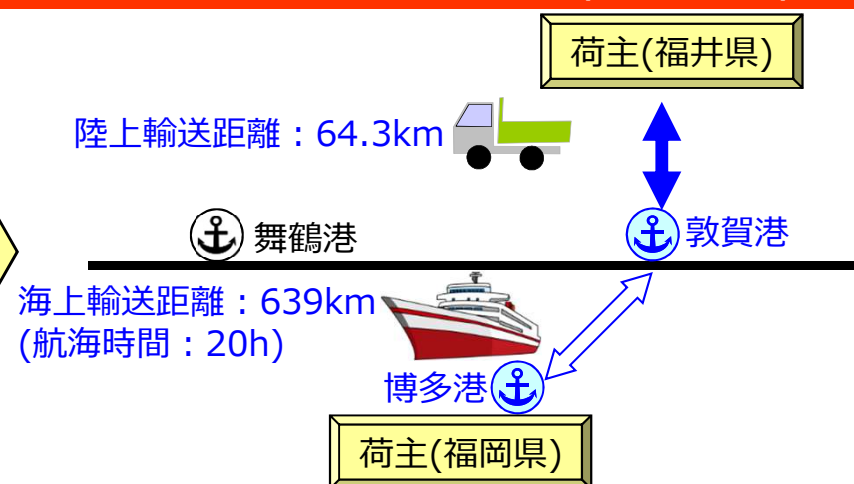 荷主(福井県)
陸上輸送距離：64.3km
舞鶴港
敦賀港
海上輸送距離：639km
(航海時間：20h)
博多港
荷主(福岡県)